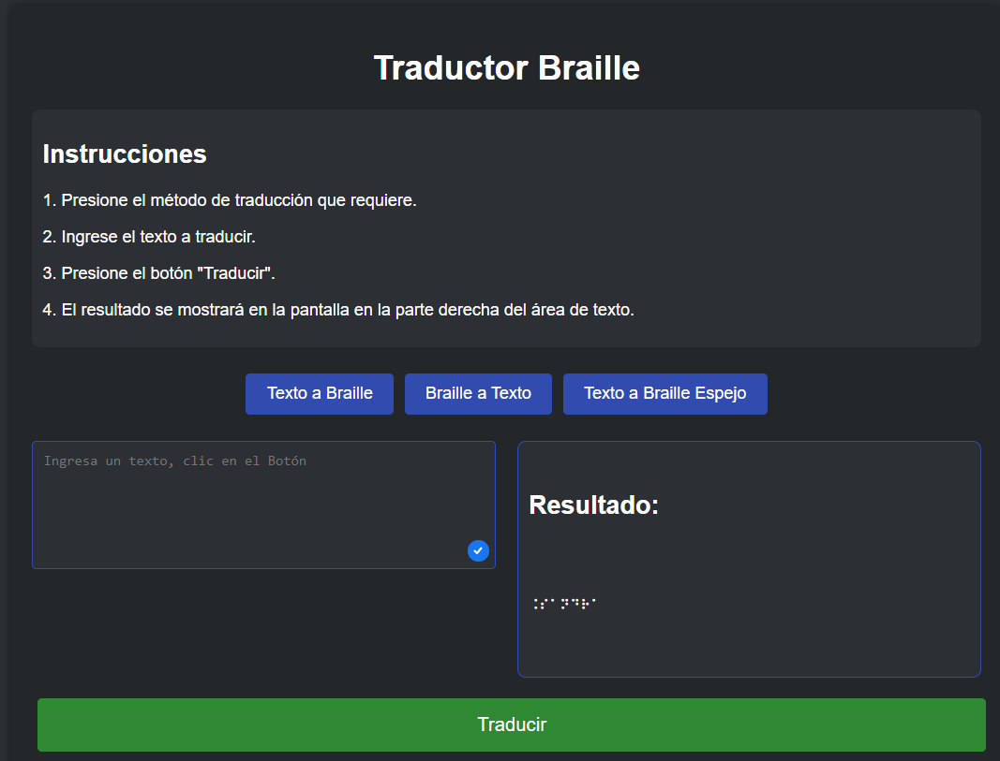 Traductor Braille
Instrucciones
1. Presione el método de traducción que requiere.
2. Ingrese el texto a traducir.
3. Presione el botón "Traducir".
4. El resultado se mostrará en la pantalla en la parte derecha del área de texto.
Texto a Braille
Braille a Texto
Texto a Braille Espejo
Ingresa un texto, clic en el Botón
Resultado:
⠨⠎⠁⠝⠙⠗⠁
Traducir